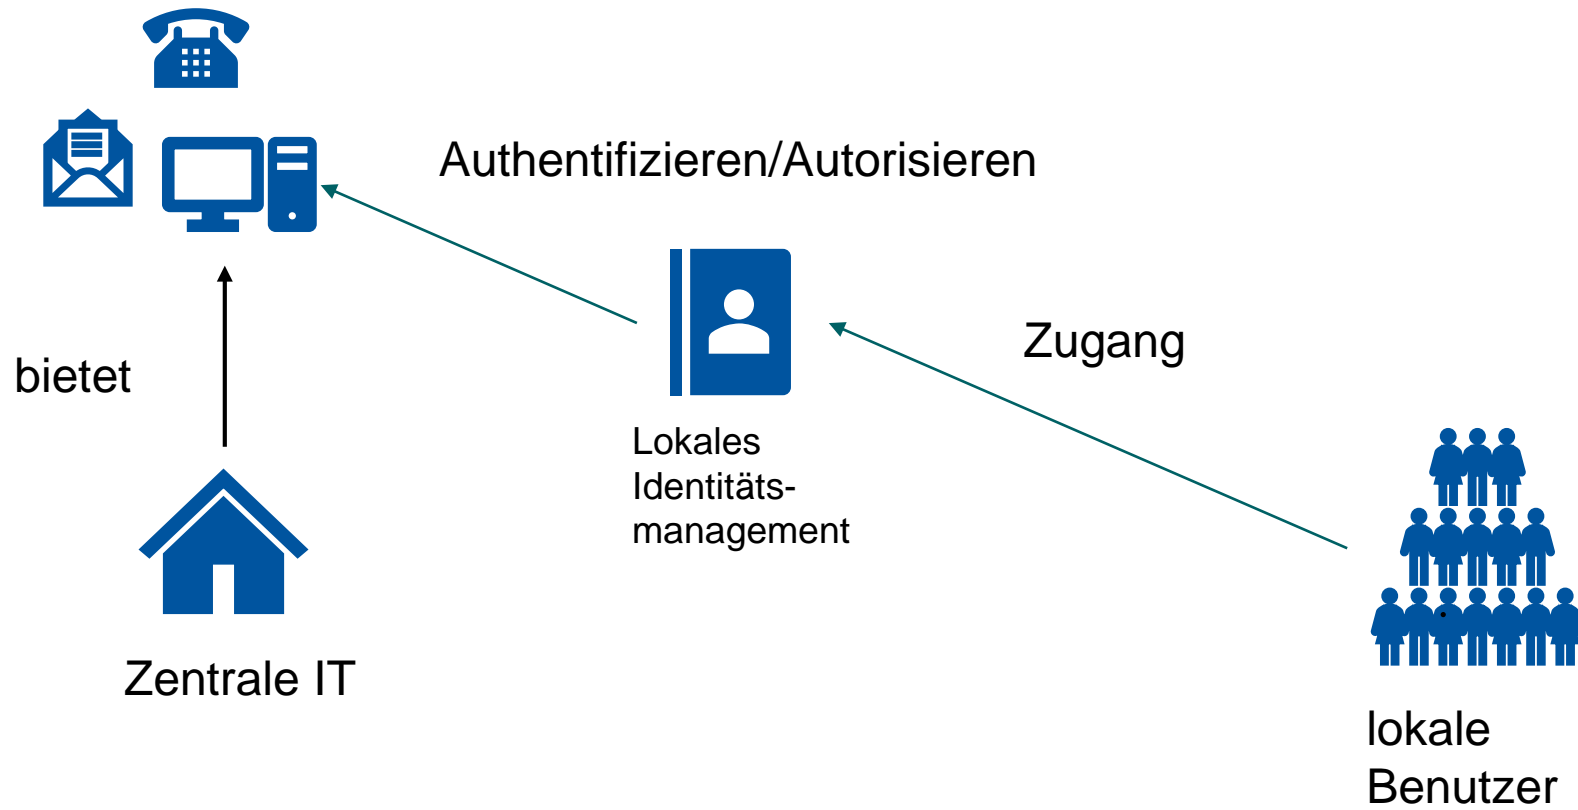 Authentifizieren/Autorisieren
Zugang
bietet
Lokales
Identitäts-
management
Zentrale IT
lokale
Benutzer